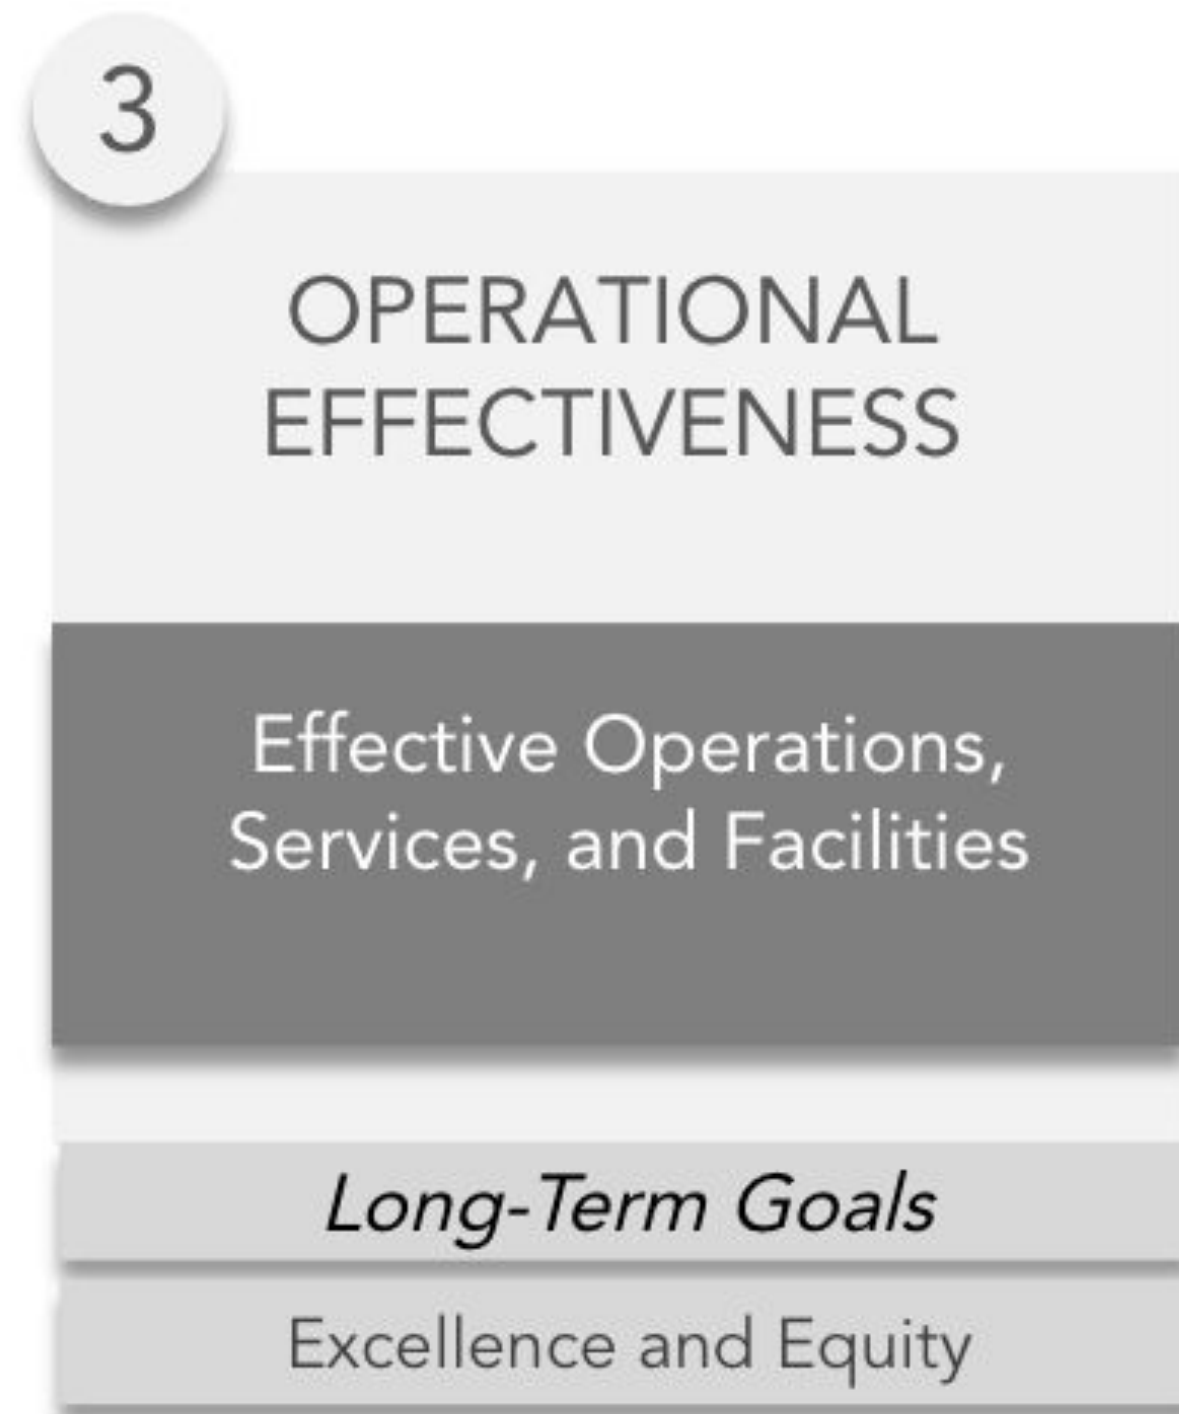 3
OPERATIONAL
EFFECTIVENESS
Effective Operations,
Services, and Facilities
Long-Term Goals
Excellence and Equity